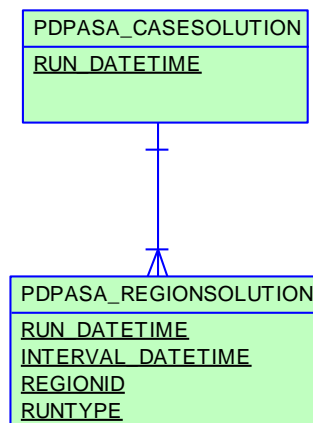 PDPASA_CASESOLUTION
RUN_DATETIME
PDPASA_REGIONSOLUTION
RUN_DATETIME
INTERVAL_DATETIME
REGIONID
RUNTYPE